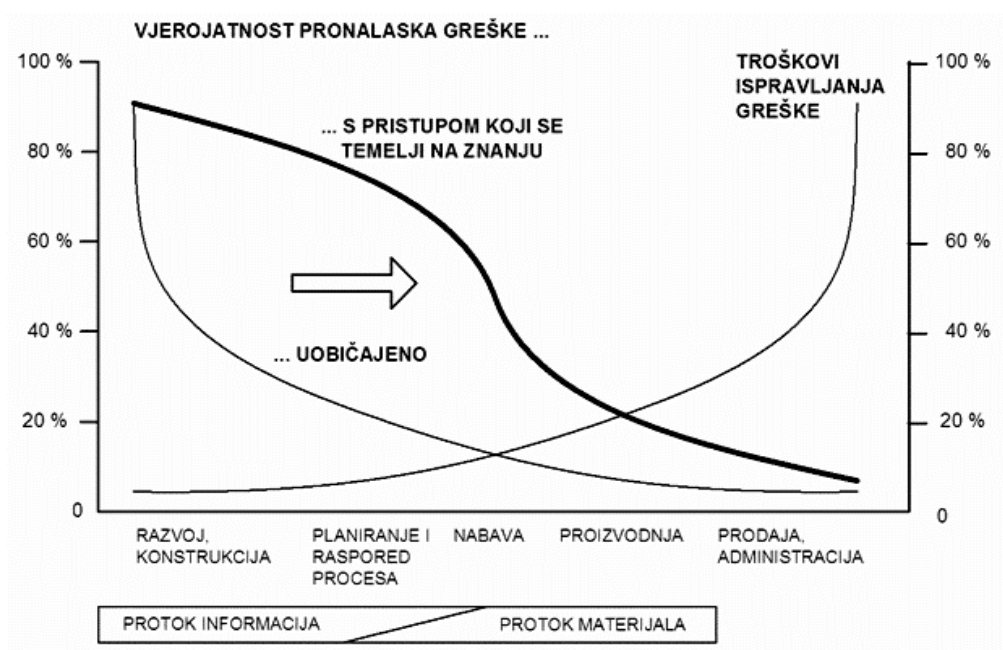 VJEROJATNOST PRONALASKA GREŠKE ...
100 %
80 %
60 %
40 %
20 %
0
TROŠKOVI
ISPRAVLJANJA
GREŠKE
100 %
80 %
60 %
40 %
20 %
0
... S PRISTUPOM KOJI SE
TEMELJI NA ZNANJU
... UOBIČAJENO
RAZVOJ,
KONSTRUKCIJA
PLANIRANJE I
RASPORED
PROCESA
NABAVA
PROIZVODNJA
PRODAJA,
ADMINISTRACIJA
PROTOK INFORMACIJA
PROTOK MATERIJALA